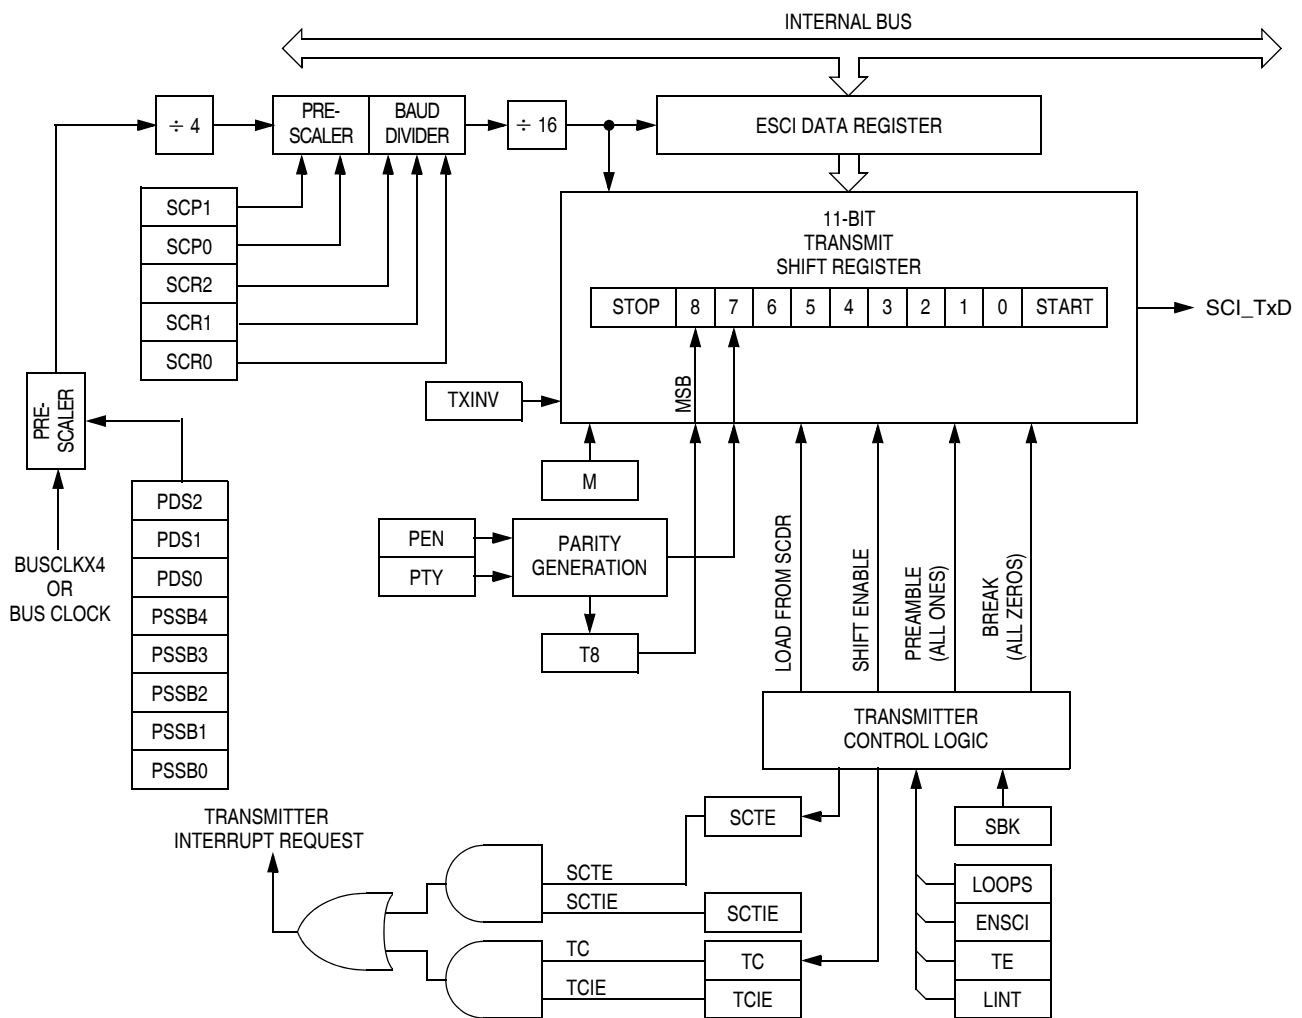 INTERNAL BUS
÷ 4
PRE-
SCALER
BAUD
DIVIDER
÷ 16
ESCI DATA REGISTER
SCP1
SCP0
SCR2
SCR1
SCR0
11-BIT
TRANSMIT
SHIFT REGISTER
STOP 8 7 6 5 4 3 2 1 0 START
SCI_TxD
PRE-
SCALER
TXINV
MSB
M
BUSCLKX4
OR
BUS CLOCK
PDS2
PDS1
PDS0
PSSB4
PSSB3
PSSB2
PSSB1
PSSB0
PEN
PTY
PARITY
GENERATION
T8
LOAD FROM SCDR
SHIFT ENABLE
PREAMBLE
(ALL ONES)
BREAK
(ALL ZEROS)
TRANSMITTER
CONTROL LOGIC
TRANSMITTER
INTERRUPT REQUEST
SCTE
SBK
SCTE
SCTIE
SCTIE
TC
TC
TCIE
TCIE
LOOPS
ENSCI
TE
LINT